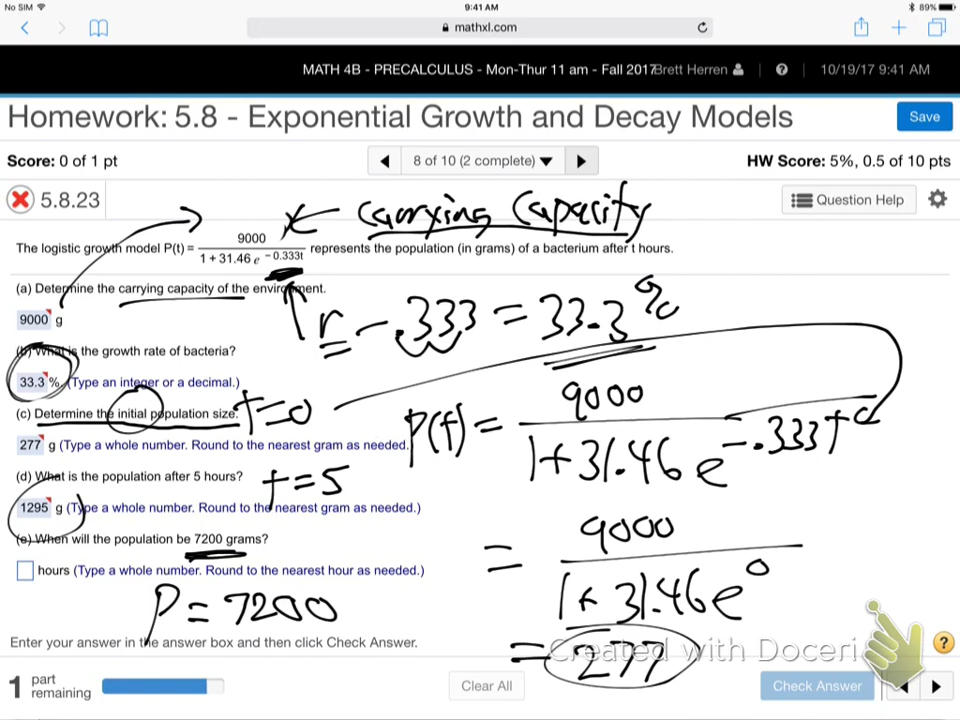 No SIM 9:41 AM 89%
mathxl.com
MATH 4B - PRECALCULUS - Mon-Thur 11 am - Fall 2017 Brett Herren ? 10/19/17 9:41 AM
Homework: 5.8 - Exponential Growth and Decay Models Save
Score: 0 of 1 pt 8 of 10 (2 complete) HW Score: 5%, 0.5 of 10 pts
5.8.23 Question Help
carrying capacity
The logistic growth model P(t) = 9000 / 1 + 31.46 e^-0.333t represents the population (in grams) of a bacterium after t hours.
(a) Determine the carrying capacity of the environment.
9000 g
r - .333 = 33.3%
(b) What is the growth rate of bacteria?
33.3 % (Type an integer or a decimal.)
(c) Determine the initial population size. t=0
P(t) = 9000 / 1 + 31.46 e^-.333t
277 g (Type a whole number. Round to the nearest gram as needed.)
(d) What is the population after 5 hours? t=5
1295 g (Type a whole number. Round to the nearest gram as needed.)
(e) When will the population be 7200 grams?
= 9000 / 1 + 31.46 e^0
hours (Type a whole number. Round to the nearest hour as needed.)
P = 7200
Enter your answer in the answer box and then click Check Answer. ?
= 277
Created with Doceri
1 part remaining Clear All Check Answer